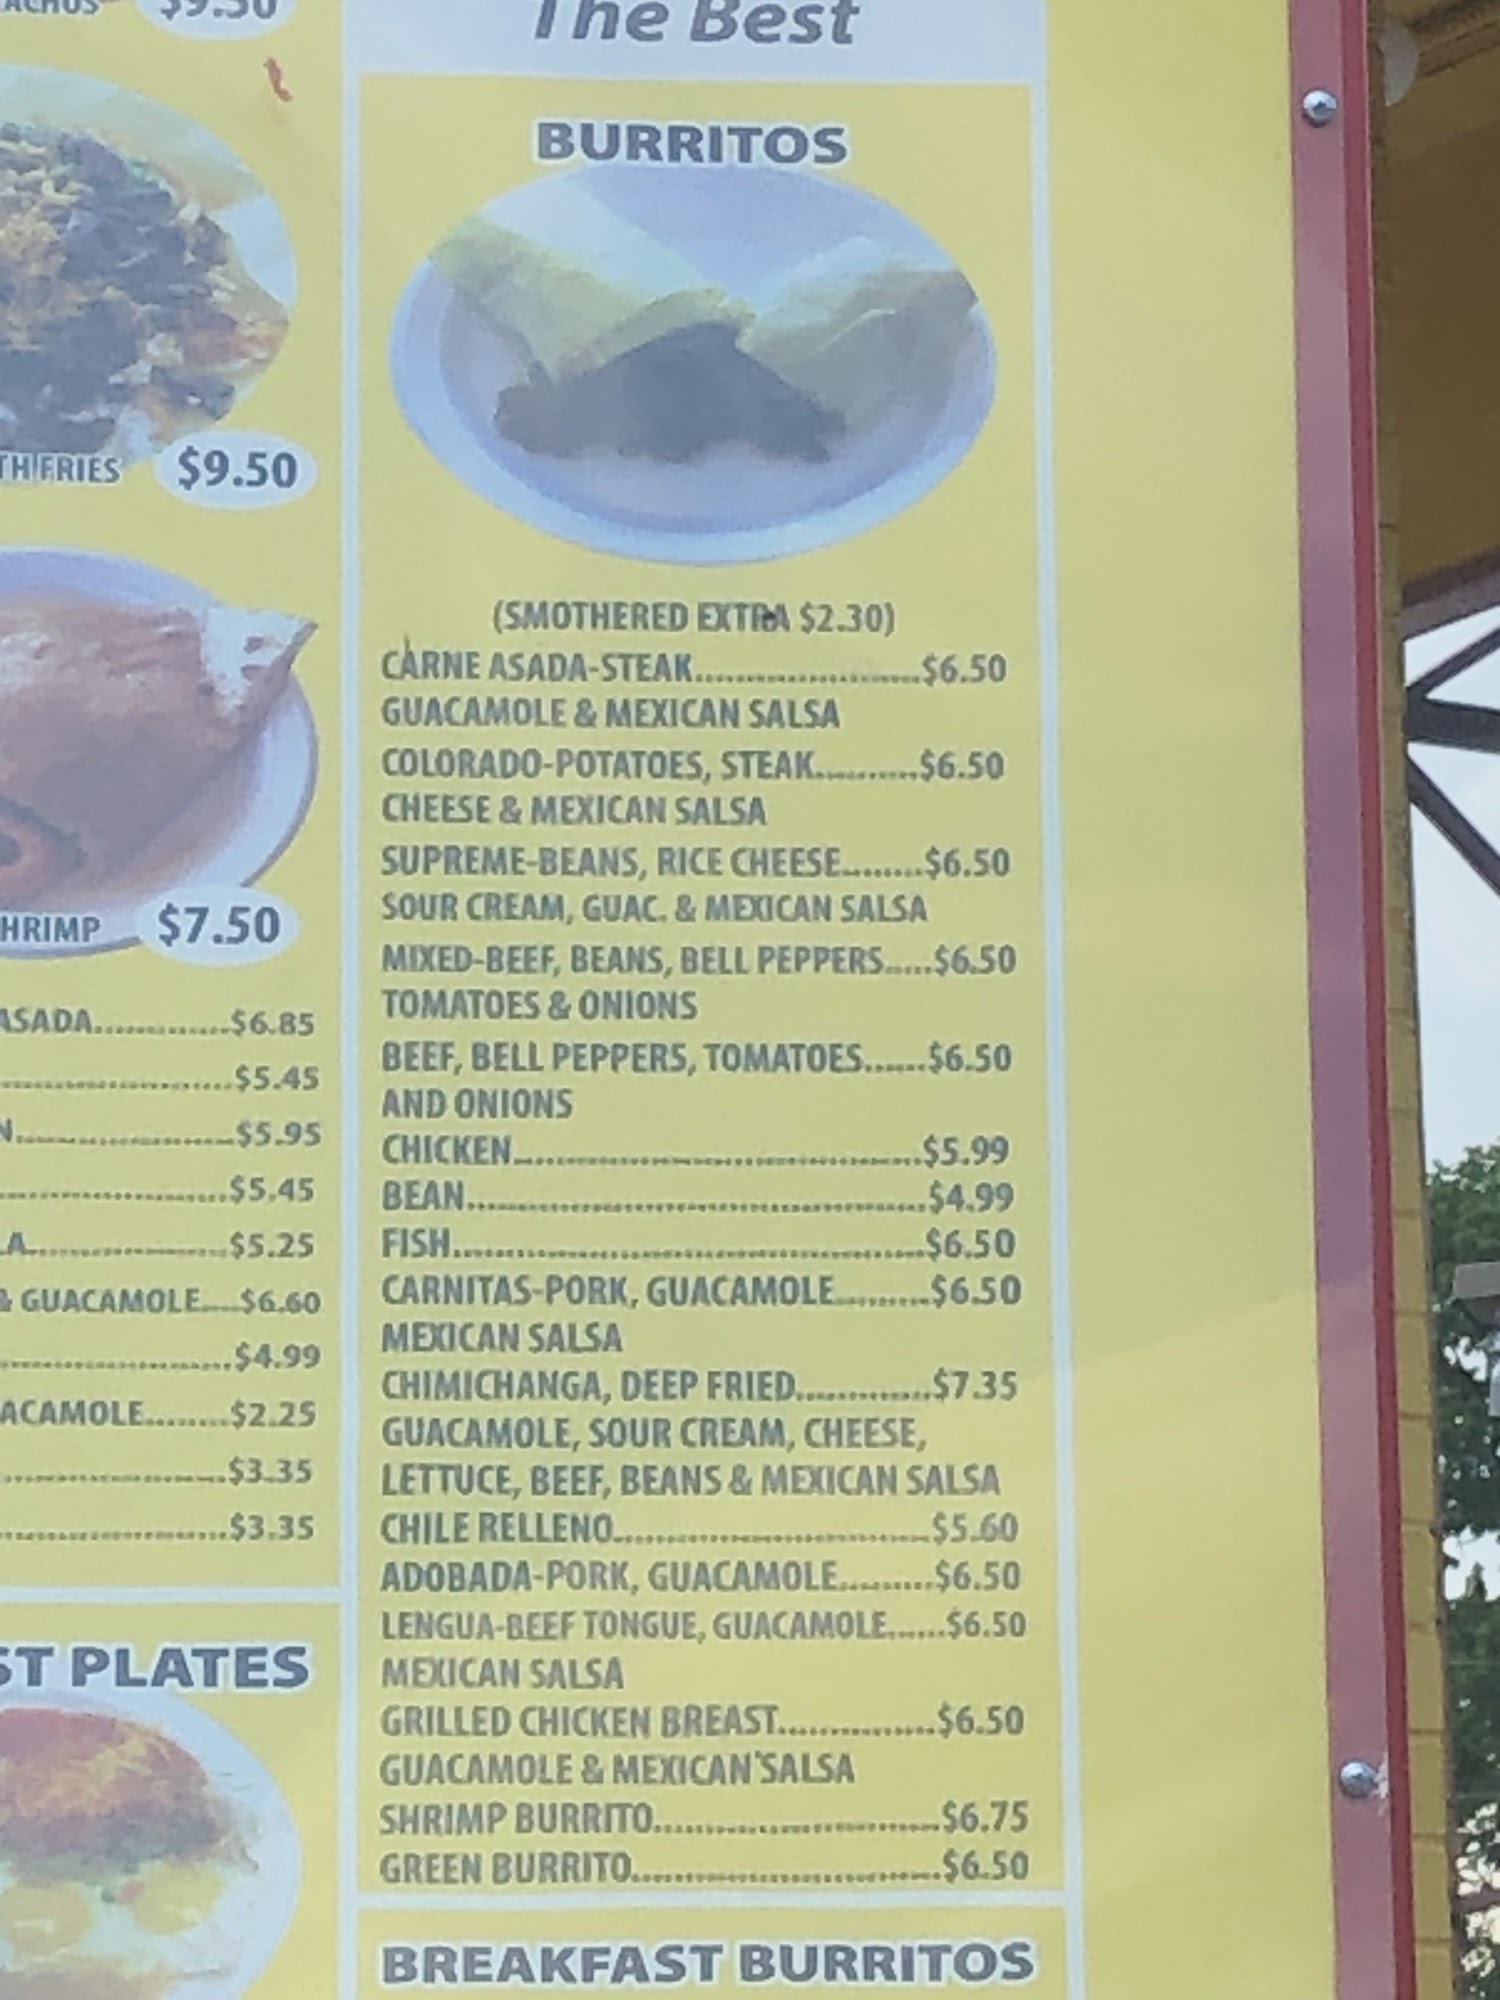 $9.50
TH FRIES $9.50
HRIMP $7.50
ASADA.............$6.85
$5.45
N.....................$5.95
$5.45
LA...................$5.25
& GUACAMOLE....$6.60
$4.99
ACAMOLE........$2.25
$3.35
$3.35
ST PLATES
The Best
BURRITOS
(SMOTHERED EXTRA $2.30)
CARNE ASADA-STEAK......................$6.50
GUACAMOLE & MEXICAN SALSA
COLORADO-POTATOES, STEAK..........$6.50
CHEESE & MEXICAN SALSA
SUPREME-BEANS, RICE CHEESE........$6.50
SOUR CREAM, GUAC. & MEXICAN SALSA
MIXED-BEEF, BEANS, BELL PEPPERS.....$6.50
TOMATOES & ONIONS
BEEF, BELL PEPPERS, TOMATOES......$6.50
AND ONIONS
CHICKEN........................................$5.99
BEAN.............................................$4.99
FISH..............................................$6.50
CARNITAS-PORK, GUACAMOLE.........$6.50
MEXICAN SALSA
CHIMICHANGA, DEEP FRIED.............$7.35
GUACAMOLE, SOUR CREAM, CHEESE,
LETTUCE, BEEF, BEANS & MEXICAN SALSA
CHILE RELLENO...............................$5.60
ADOBADA-PORK, GUACAMOLE.........$6.50
LENGUA-BEEF TONGUE, GUACAMOLE......$6.50
MEXICAN SALSA
GRILLED CHICKEN BREAST...............$6.50
GUACAMOLE & MEXICAN SALSA
SHRIMP BURRITO............................$6.75
GREEN BURRITO..............................$6.50
BREAKFAST BURRITOS